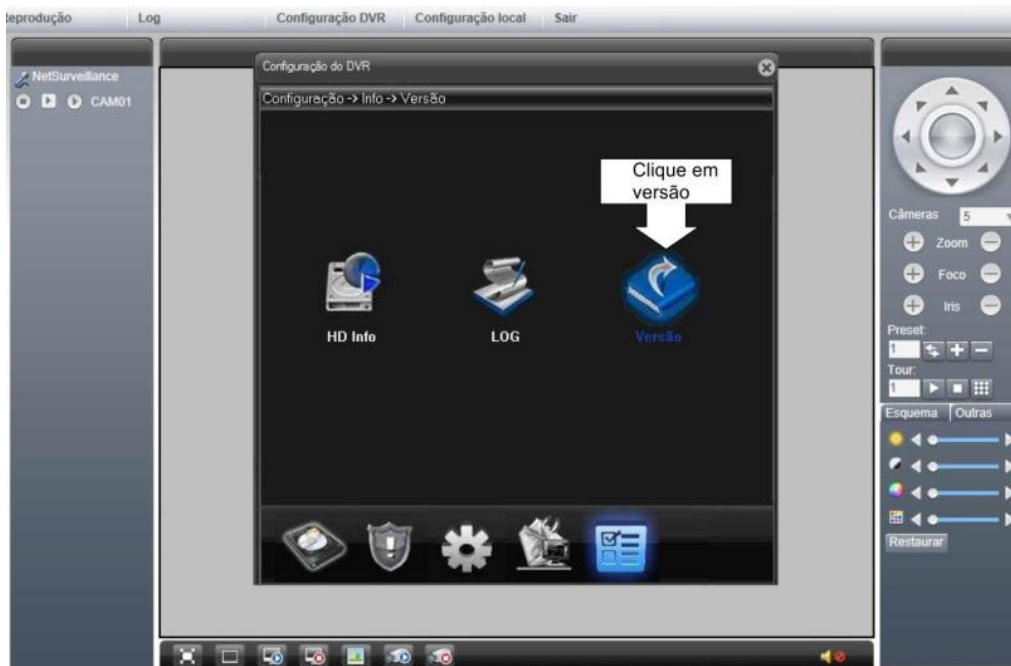 Reprodução Log Configuração DVR Configuração local Sair
NetSurveillance
CAM01
Configuração do DVR
Configuração -> Info -> Versão
Clique em
versão
HD Info LOG Versão
Câmeras 5
Zoom
Foco
Iris
Preset:
1
Tour:
1
Esquema Outras
Restaurar